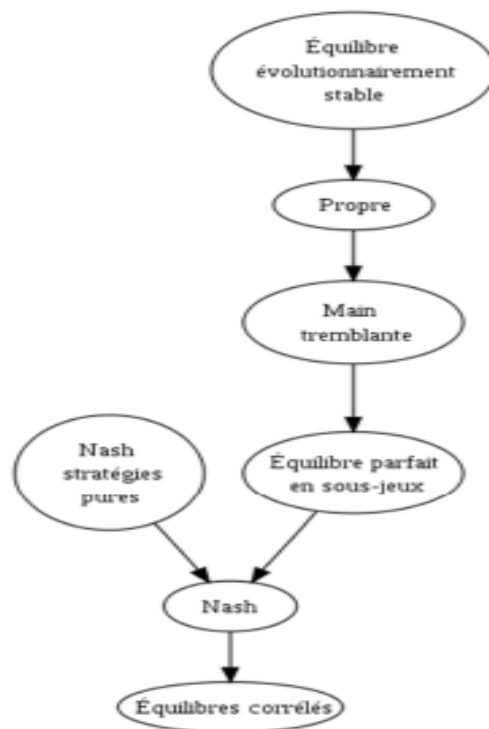 Équilibre
évolutionnairement
stable
Propre
Main
tremblante
Nash
stratégies
pures
Équilibre parfait
en sous-jeux
Nash
Équilibres corrélés